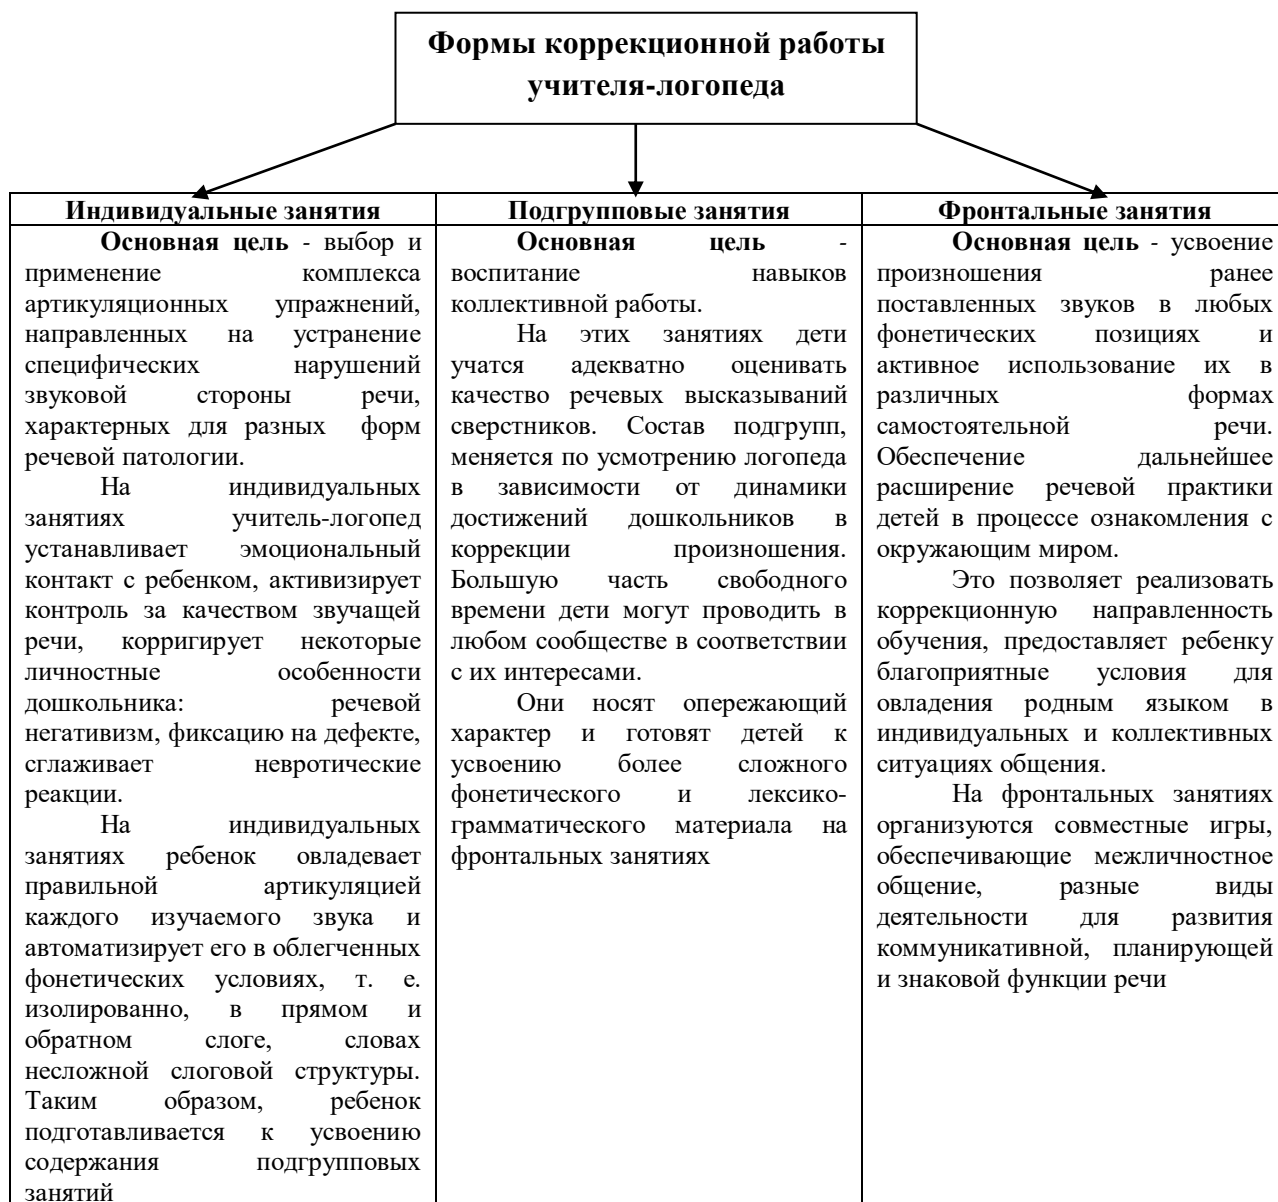 Формы коррекционной работы
учителя-логопеда
Индивидуальные занятия
Основная цель - выбор и
применение комплекса
артикуляционных упражнений,
направленных на устранение
специфических нарушений
звуковой стороны речи,
характерных для разных форм
речевой патологии.
На индивидуальных
занятиях учитель-логопед
устанавливает эмоциональный
контакт с ребенком, активизирует
контроль за качеством звучащей
речи, корригирует некоторые
личностные особенности
дошкольника: речевой
негативизм, фиксацию на дефекте,
сглаживает невротические
реакции.
На индивидуальных
занятиях ребенок овладевает
правильной артикуляцией
каждого изучаемого звука и
автоматизирует его в облегченных
фонетических условиях, т. е.
изолированно, в прямом и
обратном слоге, словах
несложной слоговой структуры.
Таким образом, ребенок
подготавливается к усвоению
содержания подгрупповых
занятий
Подгрупповые занятия
Основная цель -
воспитание навыков
коллективной работы.
На этих занятиях дети
учатся адекватно оценивать
качество речевых высказываний
сверстников. Состав подгрупп,
меняется по усмотрению логопеда
в зависимости от динамики
достижений дошкольников в
коррекции произношения.
Большую часть свободного
времени дети могут проводить в
любом сообществе в соответствии
с их интересами.
Они носят опережающий
характер и готовят детей к
усвоению более сложного
фонетического и лексико-
грамматического материала на
фронтальных занятиях
Фронтальные занятия
Основная цель - усвоение
произношения ранее
поставленных звуков в любых
фонетических позициях и
активное использование их в
различных формах
самостоятельной речи.
Обеспечение дальнейшее
расширение речевой практики
детей в процессе ознакомления с
окружающим миром.
Это позволяет реализовать
коррекционную направленность
обучения, предоставляет ребенку
благоприятные условия для
овладения родным языком в
индивидуальных и коллективных
ситуациях общения.
На фронтальных занятиях
организуются совместные игры,
обеспечивающие межличностное
общение, разные виды
деятельности для развития
коммуникативной, планирующей
и знаковой функции речи